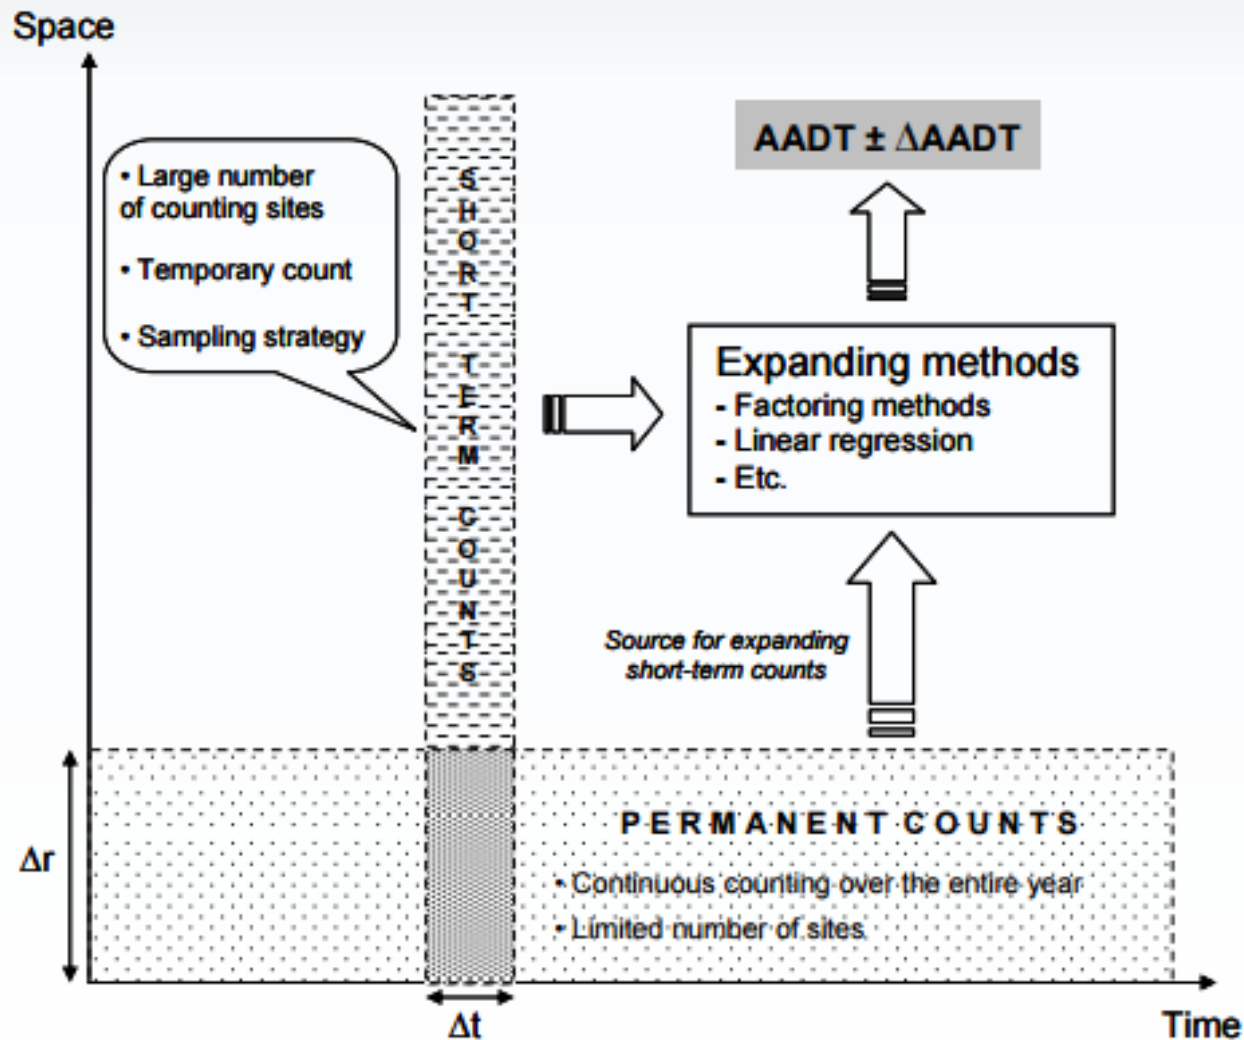 Space
AADT ± ΔAADT
• Large number
of counting sites
• Temporary count
• Sampling strategy
SHORT TERM COUNTS
Expanding methods
- Factoring methods
- Linear regression
- Etc.
Source for expanding
short-term counts
PERMANENT COUNTS
• Continuous counting over the entire year
• Limited number of sites
Δr
Δt
Time